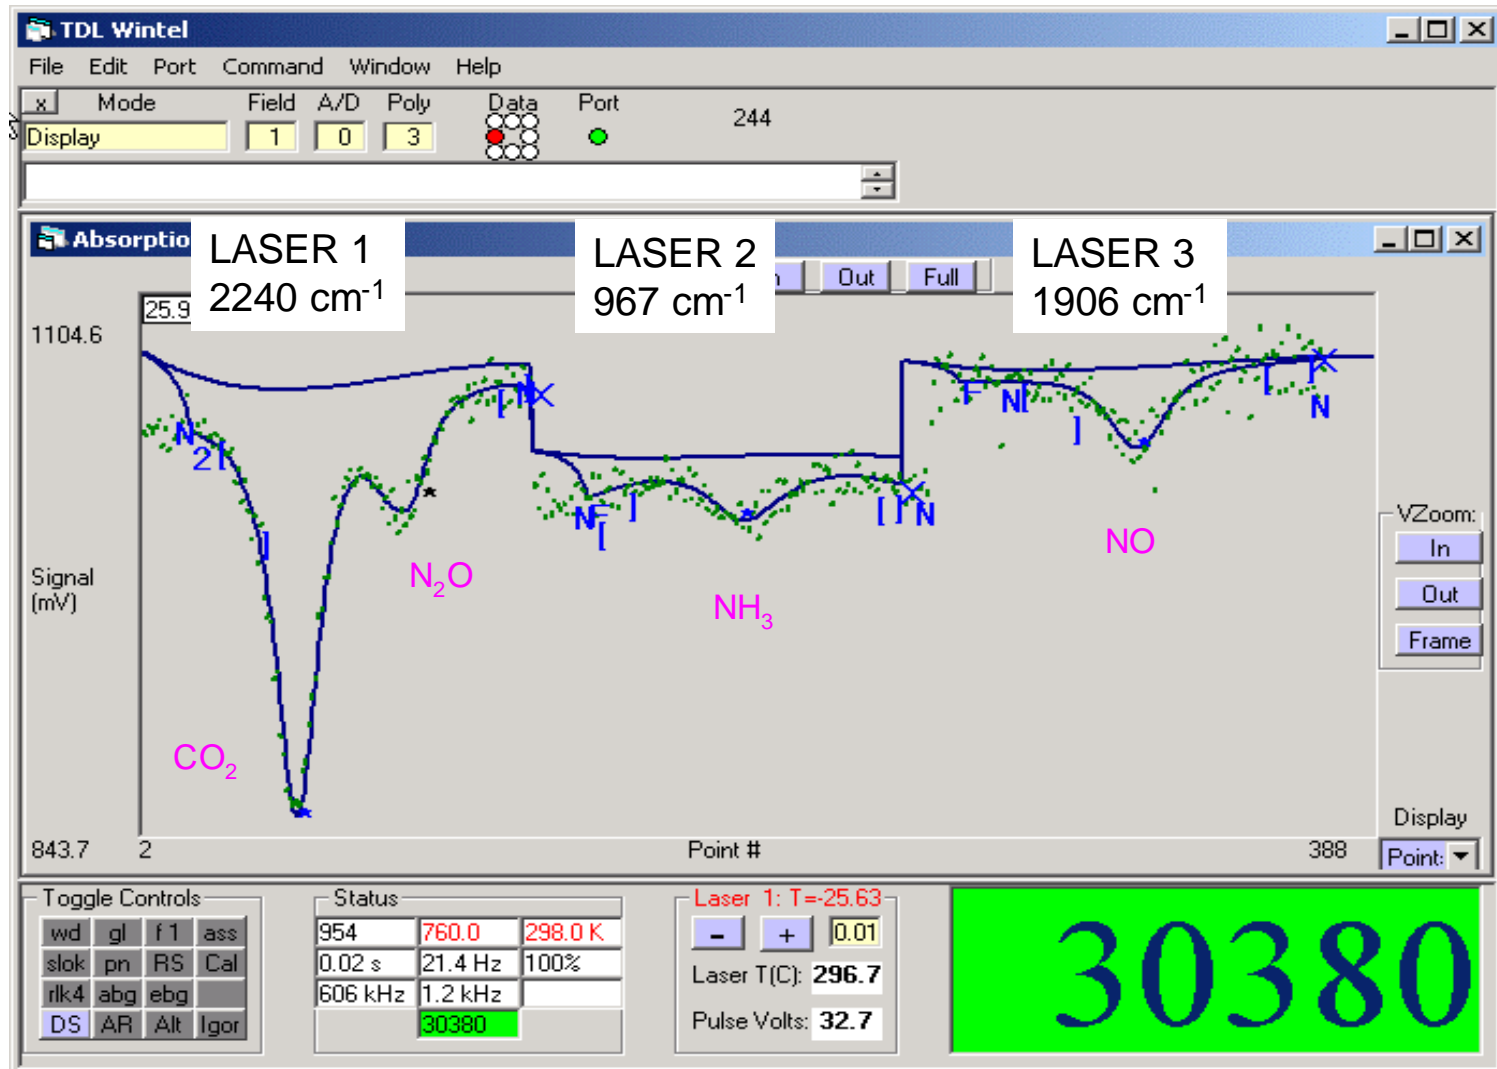 TDL Wintel
File Edit Port Command Window Help
x Mode Field A/D Poly Data Port
Display 1 0 3
244
LASER 1
2240 cm-1
LASER 2
967 cm-1
LASER 3
1906 cm-1
Absorptio
Out Full
25.9
1104.6
Signal
(mV)
843.7
2 Point # 388
N
2 [
]
[ N X
N F
[ ]
[ ] X N
F N [
]
[ ] X
N
CO2
N2O
NH3
NO
VZoom:
In
Out
Frame
Display
Point:
Toggle Controls
wd gl f 1 ass
slok pn RS Cal
rlk4 abg ebg
DS AR Alt Igor
Status
954 760.0 298.0 K
0.02 s 21.4 Hz 100%
606 kHz 1.2 kHz
30380
Laser 1: T=-25.63
- + 0.01
Laser T(C): 296.7
Pulse Volts: 32.7
30380